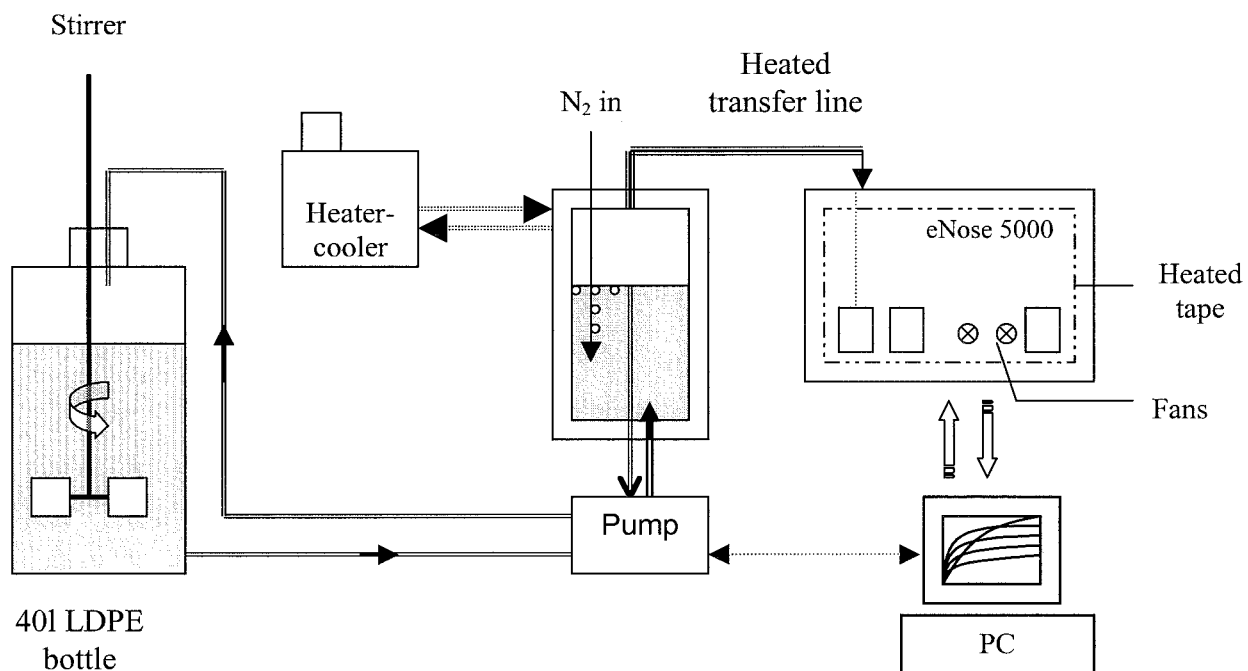 Stirrer
Heated
transfer line
N₂ in
Heater-
cooler
eNose 5000
Heated
tape
Fans
Pump
40l LDPE
bottle
PC